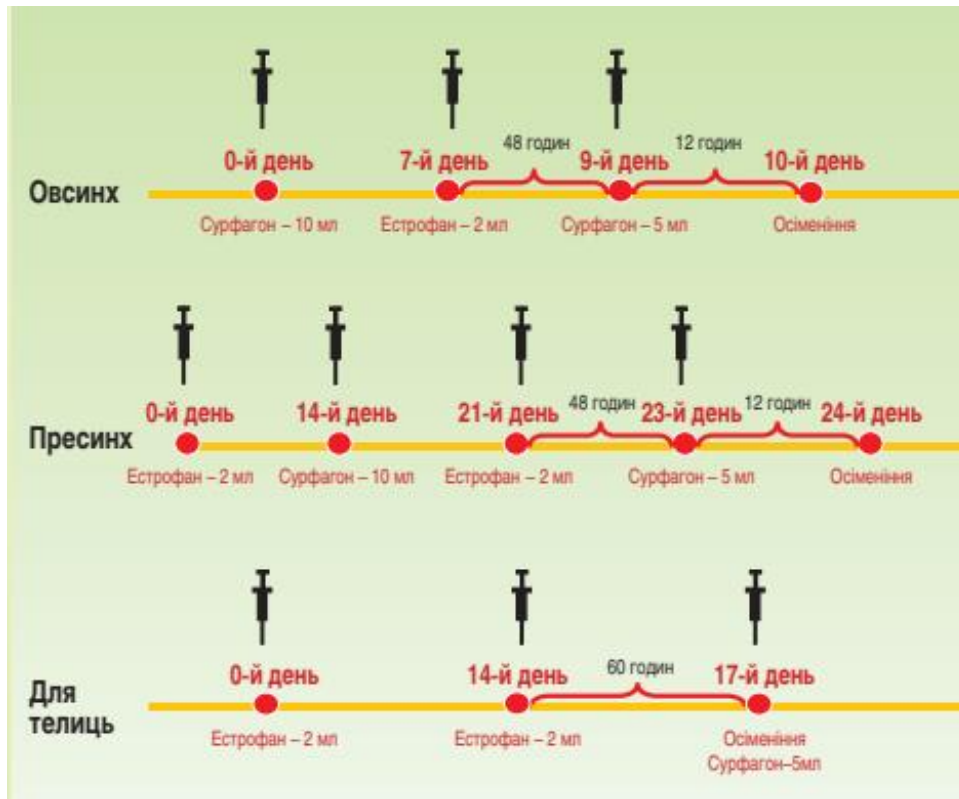 48 годин
12 годин
0-й день
7-й день
9-й день
10-й день
Овсинх
Сурфагон – 10 мл
Естрофан – 2 мл
Сурфагон – 5 мл
Осіменіння
48 годин
12 годин
0-й день
14-й день
21-й день
23-й день
24-й день
Пресинх
Естрофан – 2 мл
Сурфагон – 10 мл
Естрофан – 2 мл
Сурфагон – 5 мл
Осіменіння
60 годин
0-й день
14-й день
17-й день
Для
телиць
Естрофан – 2 мл
Естрофан – 2 мл
Осіменіння
Сурфагон–5мл